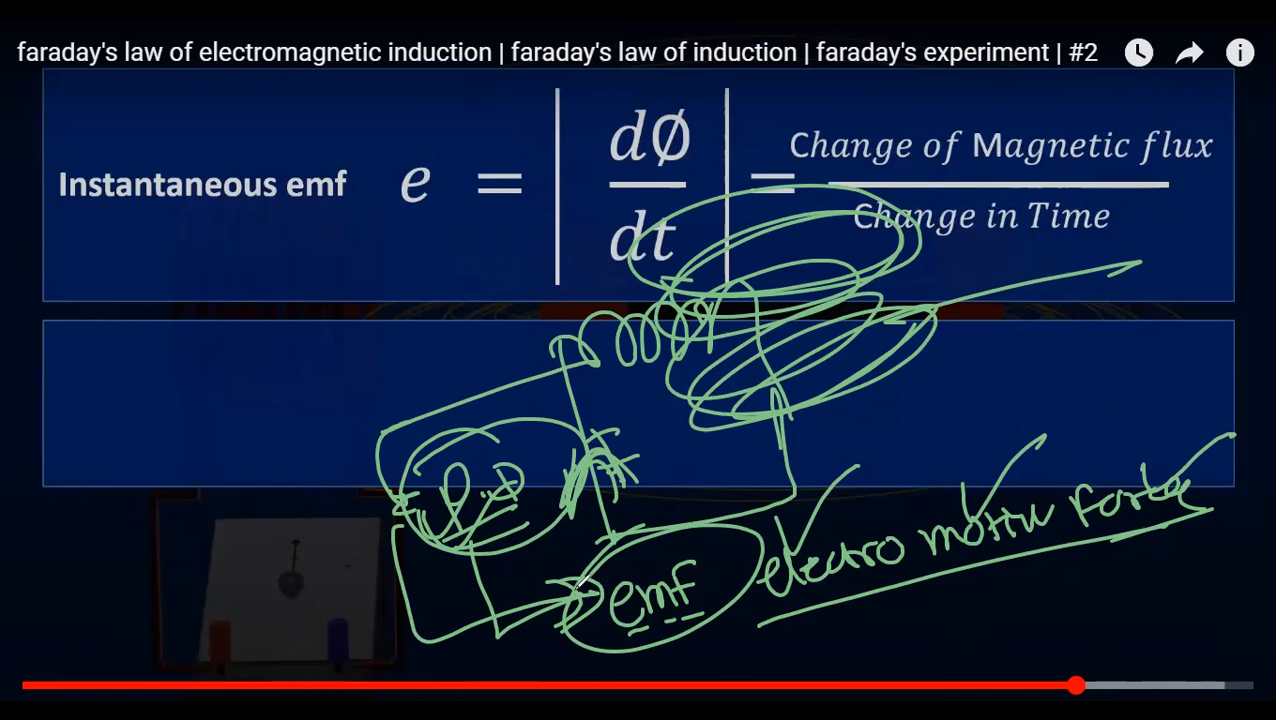 faraday's law of electromagnetic induction | faraday's law of induction | faraday's experiment | #2
Instantaneous emf e = | dØ/dt | = Change of Magnetic flux / Change in Time
p.d
emf electro motive force